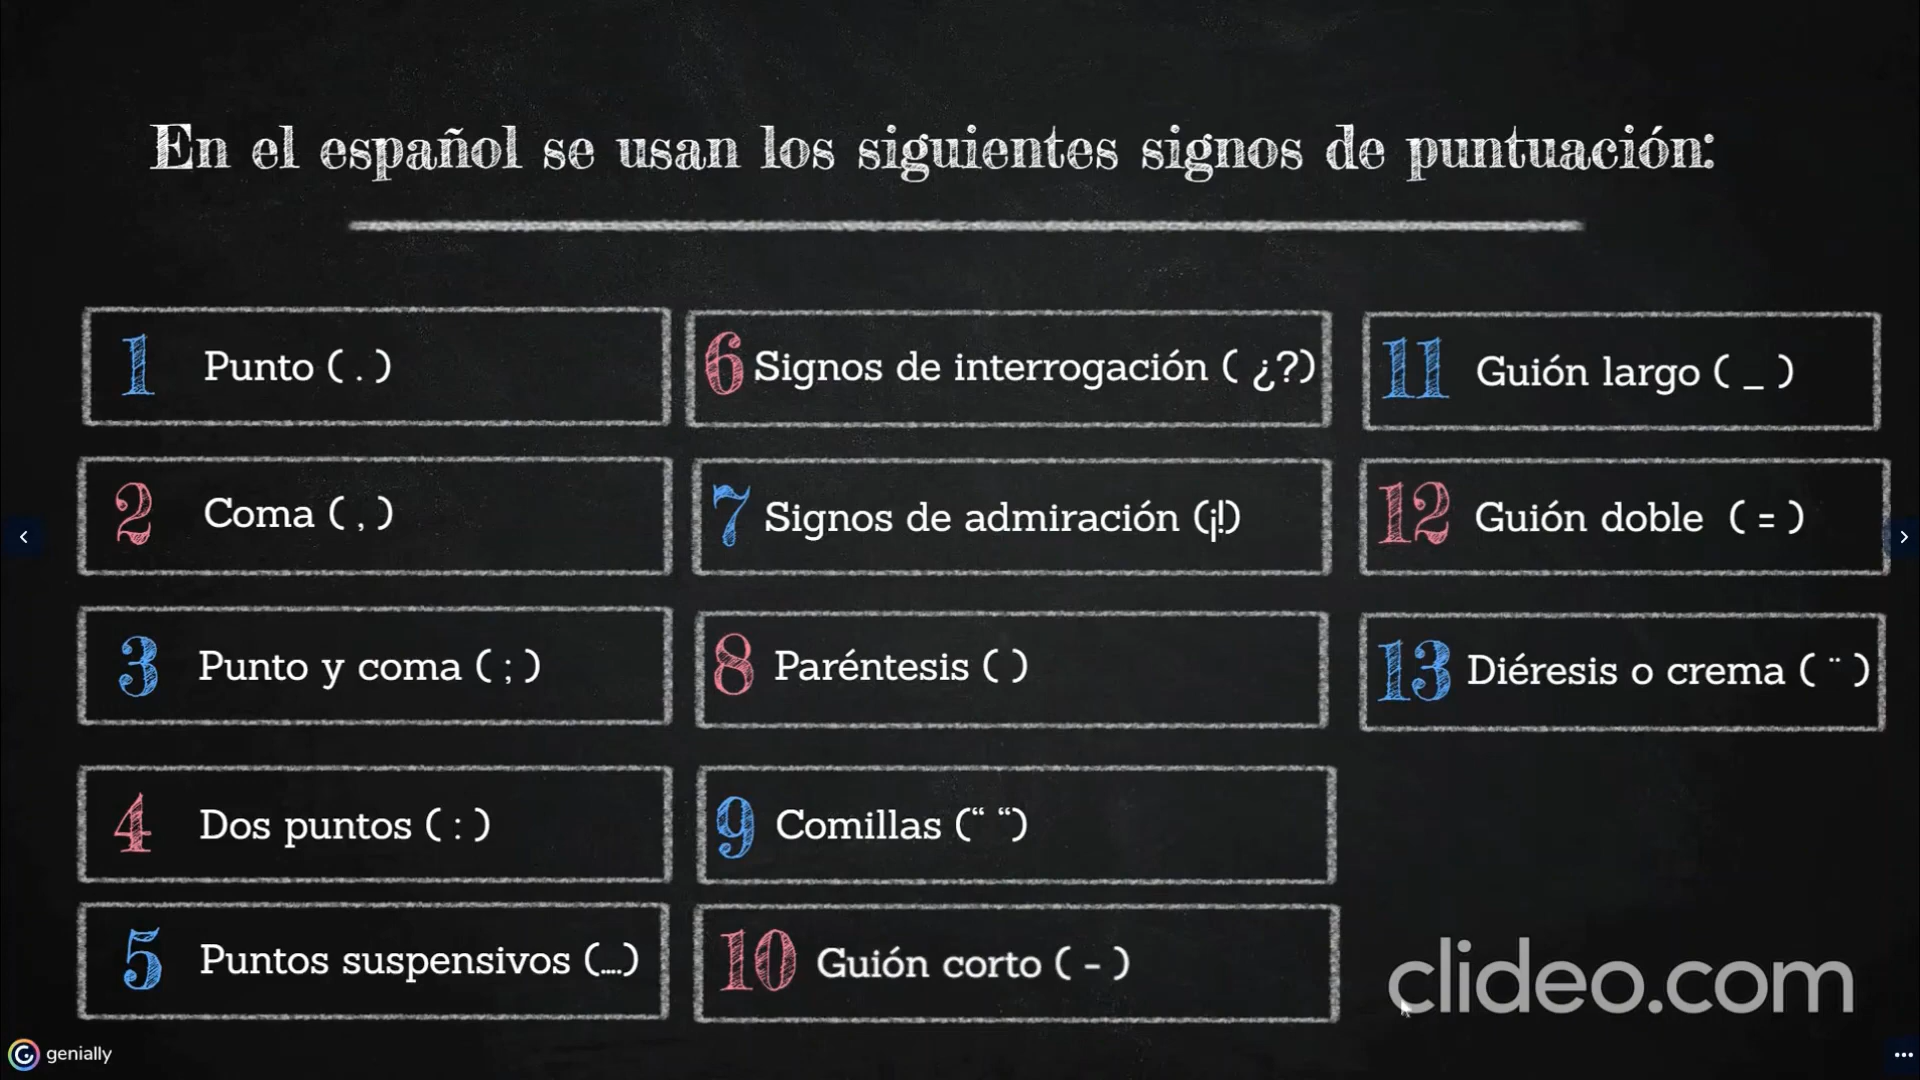 En el español se usan los siguientes signos de puntuación:
1 Punto ( . )
2 Coma ( , )
3 Punto y coma ( ; )
4 Dos puntos ( : )
5 Puntos suspensivos (....)
6 Signos de interrogación ( ¿?)
7 Signos de admiración (¡!)
8 Paréntesis ( )
9 Comillas (“ “)
10 Guión corto ( - )
11 Guión largo ( _ )
12 Guión doble ( = )
13 Diéresis o crema ( ¨ )
clideo.com
genially